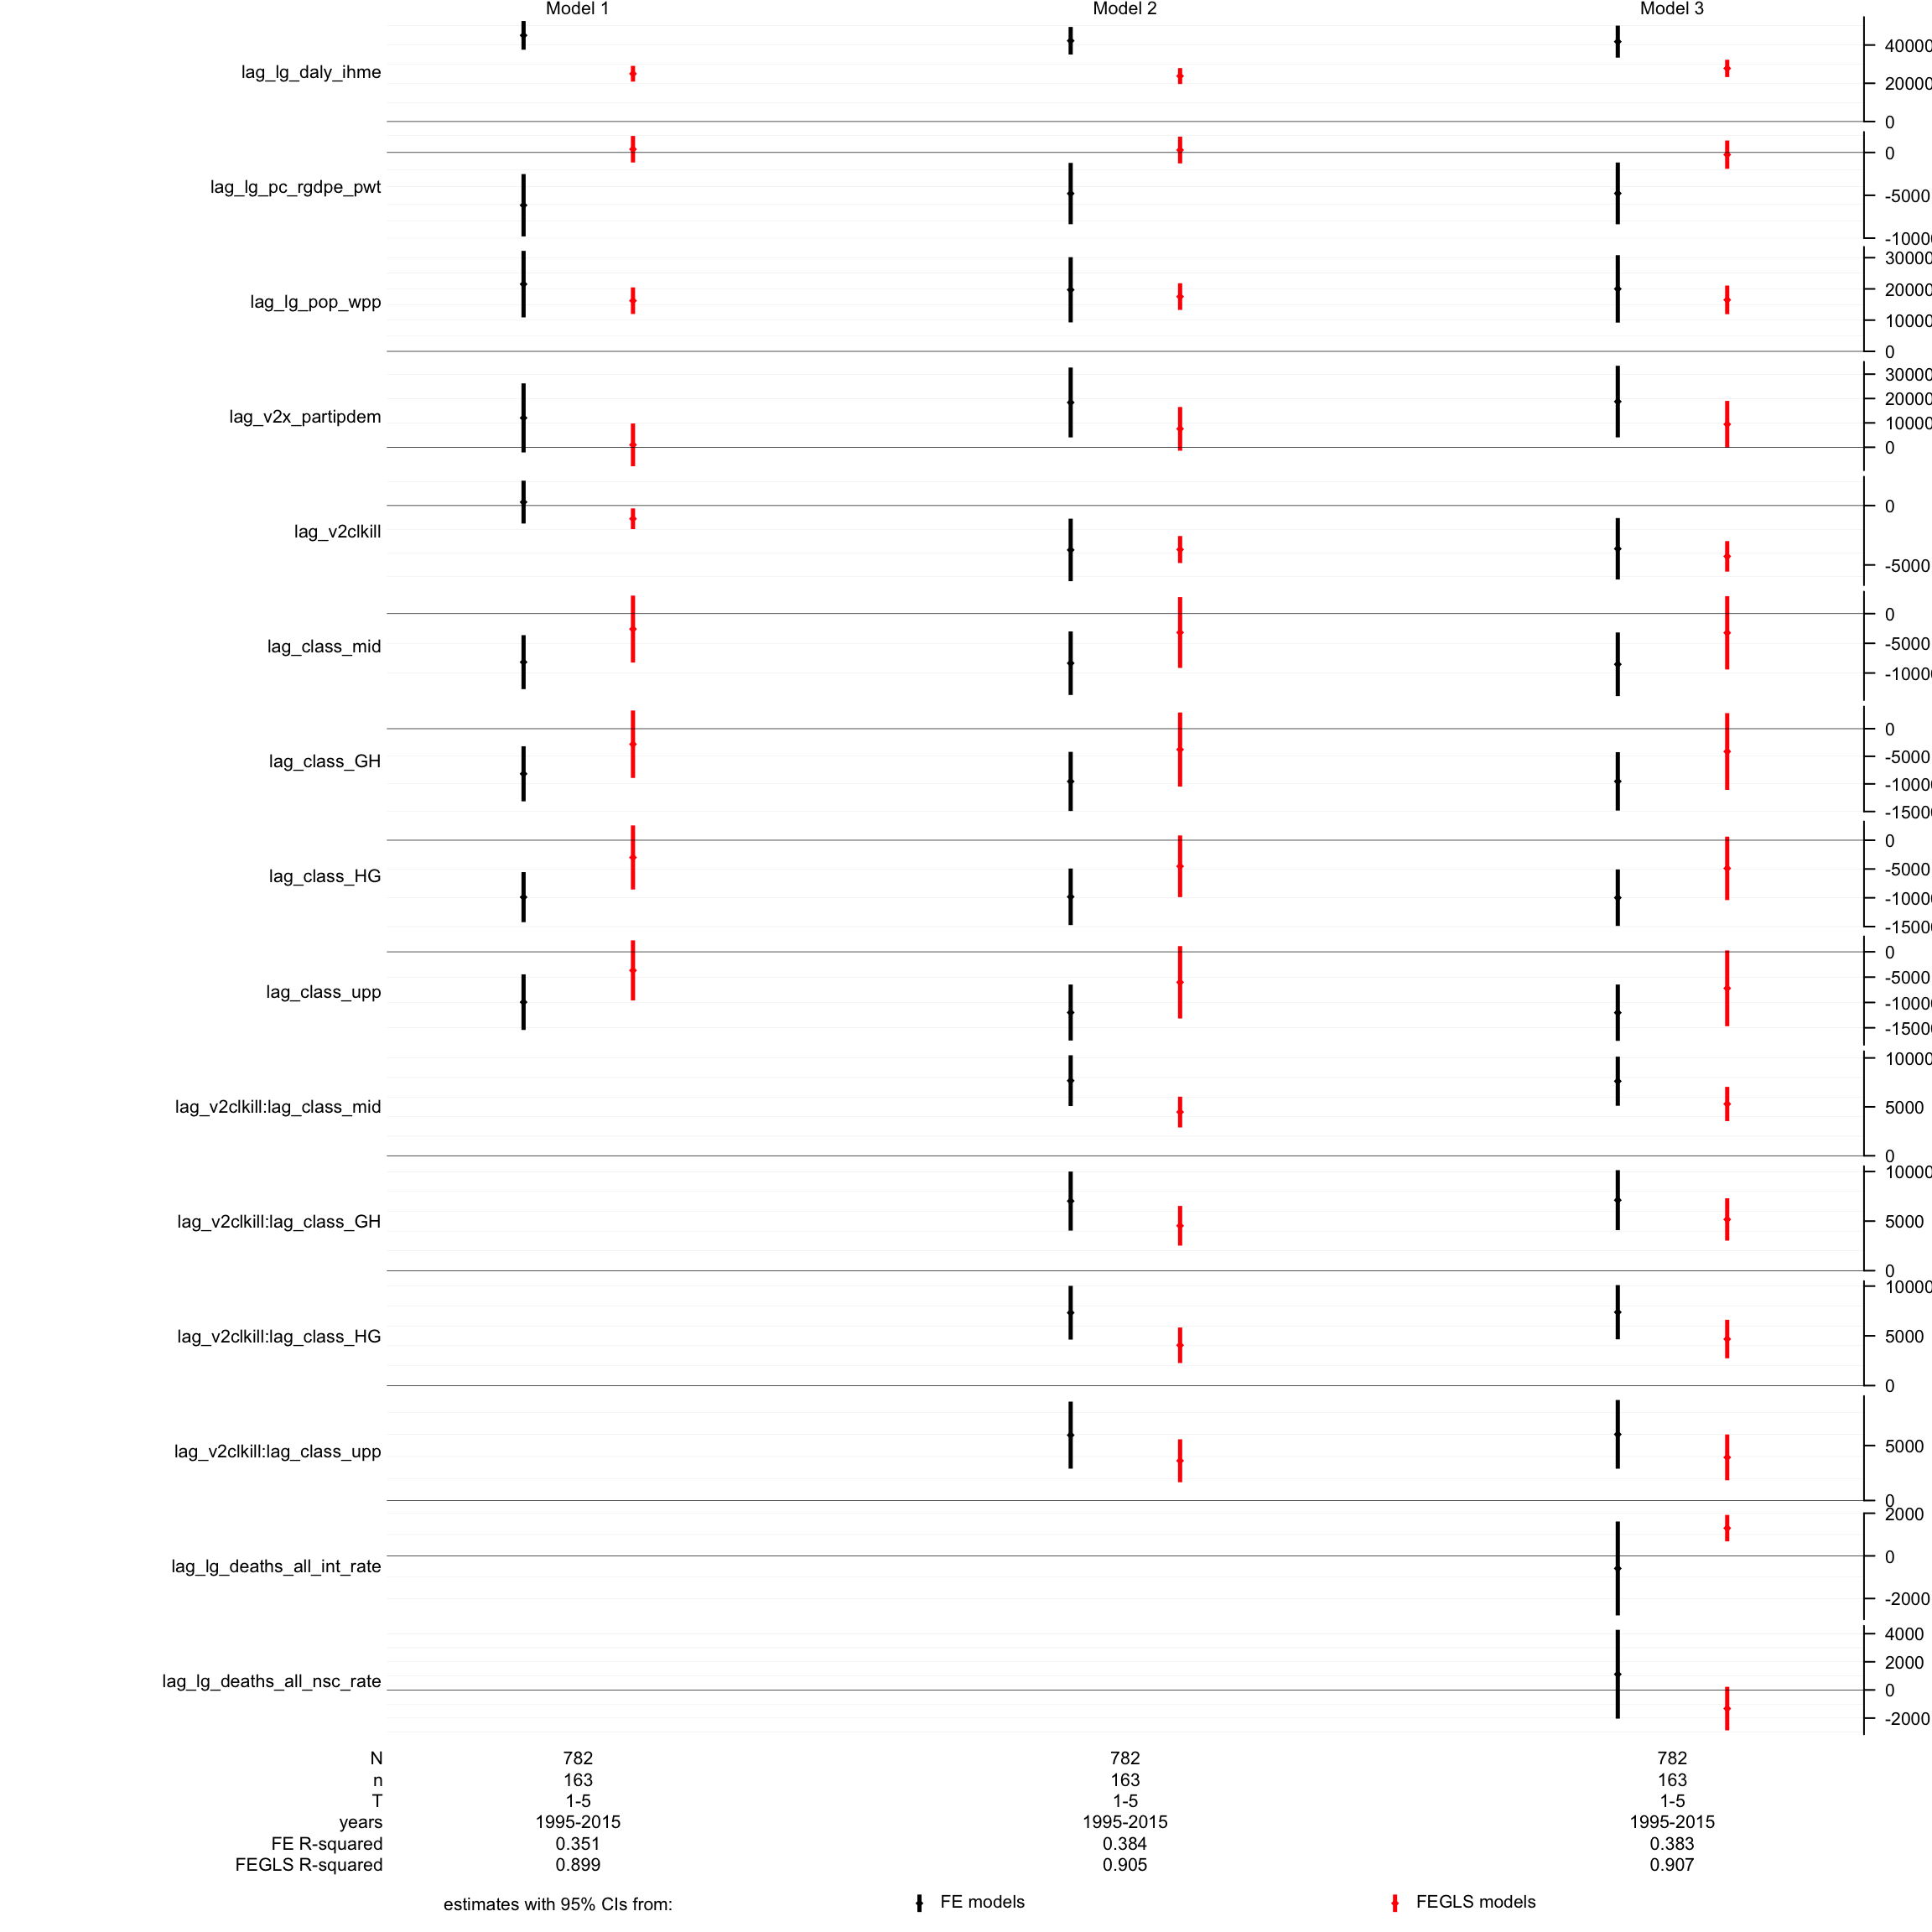 Model 1 Model 2 Model 3
lag_lg_daly_ihme
40000
20000
0
lag_lg_pc_rgdpe_pwt
0
-5000
-10000
lag_lg_pop_wpp
30000
20000
10000
0
lag_v2x_partipdem
30000
20000
10000
0
lag_v2clkill
0
-5000
lag_class_mid
0
-5000
-10000
lag_class_GH
0
-5000
-10000
-15000
lag_class_HG
0
-5000
-10000
-15000
lag_class_upp
0
-5000
-10000
-15000
lag_v2clkill:lag_class_mid
10000
5000
0
lag_v2clkill:lag_class_GH
10000
5000
0
lag_v2clkill:lag_class_HG
10000
5000
0
lag_v2clkill:lag_class_upp
5000
0
lag_lg_deaths_all_int_rate
2000
0
-2000
lag_lg_deaths_all_nsc_rate
4000
2000
0
-2000
N 782 782 782
n 163 163 163
T 1-5 1-5 1-5
years 1995-2015 1995-2015 1995-2015
FE R-squared 0.351 0.384 0.383
FEGLS R-squared 0.899 0.905 0.907
estimates with 95% CIs from: FE models FEGLS models